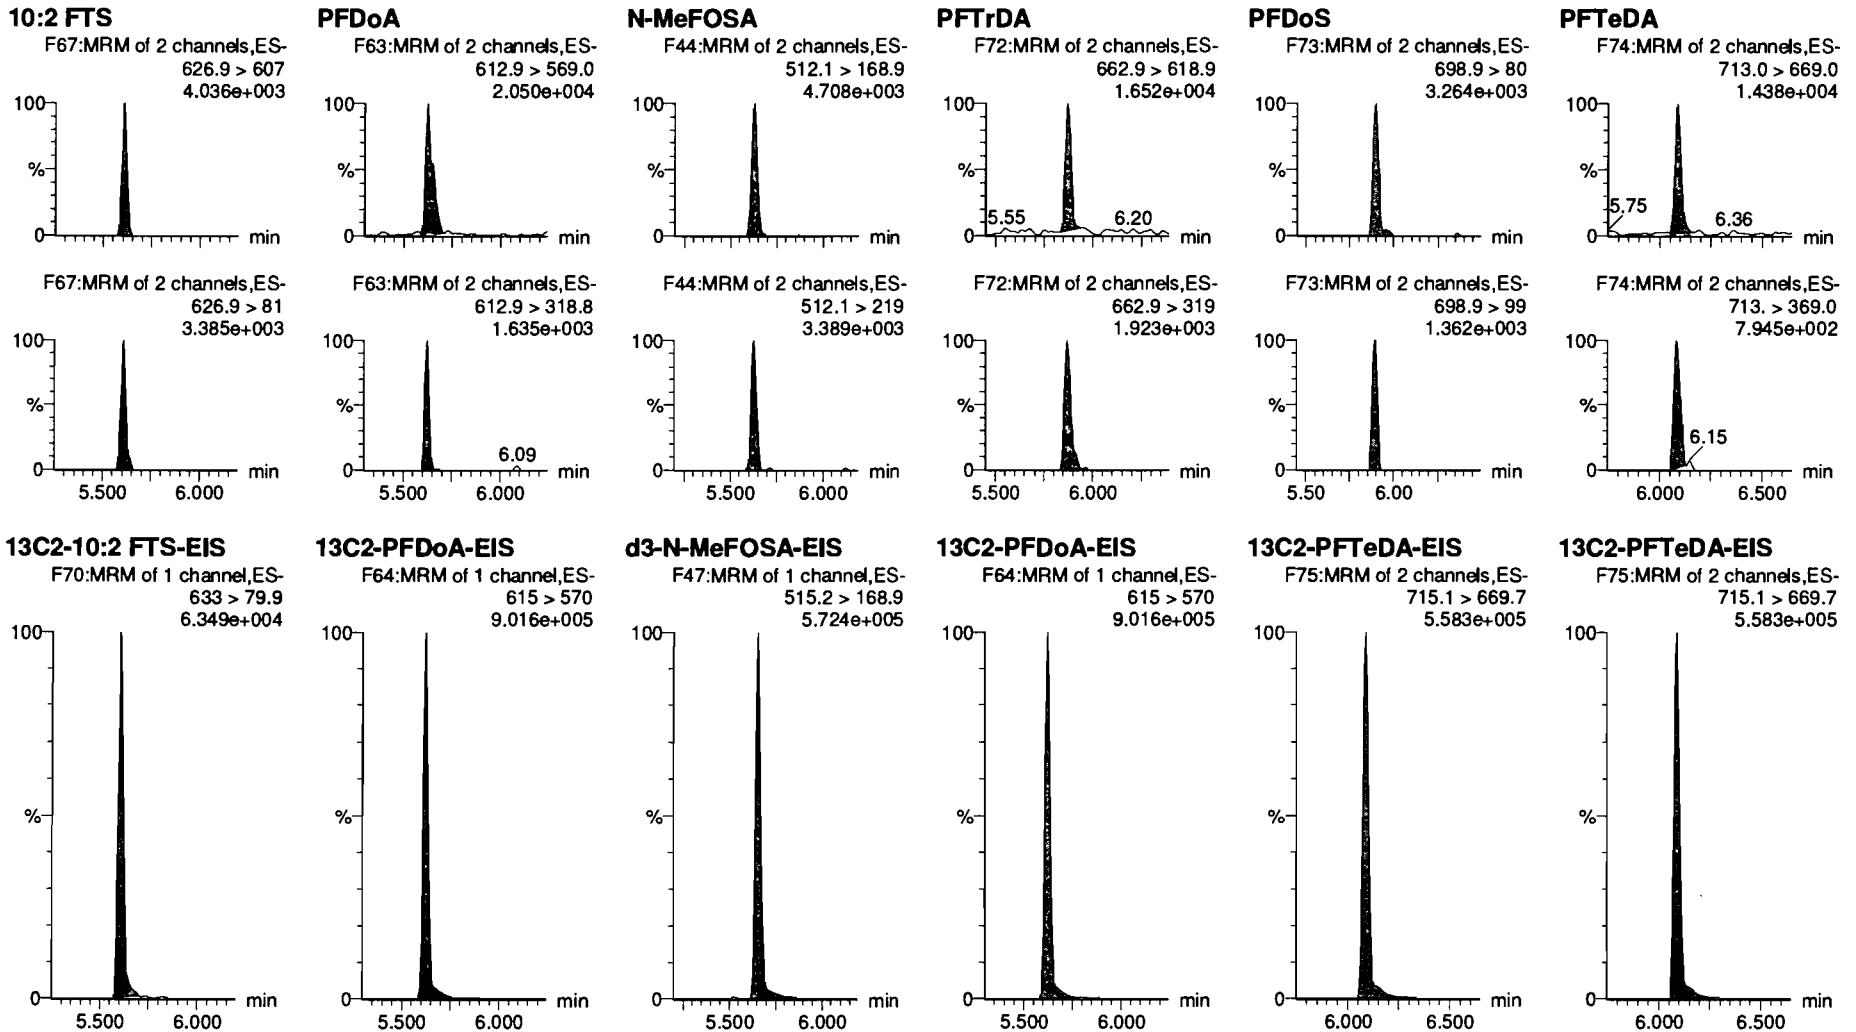 10:2 FTS
F67:MRM of 2 channels,ES-
626.9 > 607
4.036e+003
100
%
0
min
PFDoA
F63:MRM of 2 channels,ES-
612.9 > 569.0
2.050e+004
100
%
0
min
N-MeFOSA
F44:MRM of 2 channels,ES-
512.1 > 168.9
4.708e+003
100
%
0
min
PFTrDA
F72:MRM of 2 channels,ES-
662.9 > 618.9
1.652e+004
100
%
5.55
6.20
0
min
PFDoS
F73:MRM of 2 channels,ES-
698.9 > 80
3.264e+003
100
%
0
min
PFTeDA
F74:MRM of 2 channels,ES-
713.0 > 669.0
1.438e+004
100
%
5.75
6.36
0
min
F67:MRM of 2 channels,ES-
626.9 > 81
3.385e+003
100
%
0
min
5.500 6.000
F63:MRM of 2 channels,ES-
612.9 > 318.8
1.635e+003
100
%
6.09
0
min
5.500 6.000
F44:MRM of 2 channels,ES-
512.1 > 219
3.389e+003
100
%
0
min
5.500 6.000
F72:MRM of 2 channels,ES-
662.9 > 319
1.923e+003
100
%
0
min
5.500 6.000
F73:MRM of 2 channels,ES-
698.9 > 99
1.362e+003
100
%
0
min
5.50 6.00
F74:MRM of 2 channels,ES-
713. > 369.0
7.945e+002
100
%
6.15
0
min
6.000 6.500
13C2-10:2 FTS-EIS
F70:MRM of 1 channel,ES-
633 > 79.9
6.349e+004
100
%
0
min
5.500 6.000
13C2-PFDoA-EIS
F64:MRM of 1 channel,ES-
615 > 570
9.016e+005
100
%
0
min
5.500 6.000
d3-N-MeFOSA-EIS
F47:MRM of 1 channel,ES-
515.2 > 168.9
5.724e+005
100
%
0
min
5.500 6.000
13C2-PFDoA-EIS
F64:MRM of 1 channel,ES-
615 > 570
9.016e+005
100
%
0
min
5.500 6.000
13C2-PFTeDA-EIS
F75:MRM of 2 channels,ES-
715.1 > 669.7
5.583e+005
100
%
0
min
6.000 6.500
13C2-PFTeDA-EIS
F75:MRM of 2 channels,ES-
715.1 > 669.7
5.583e+005
100
%
0
min
6.000 6.500